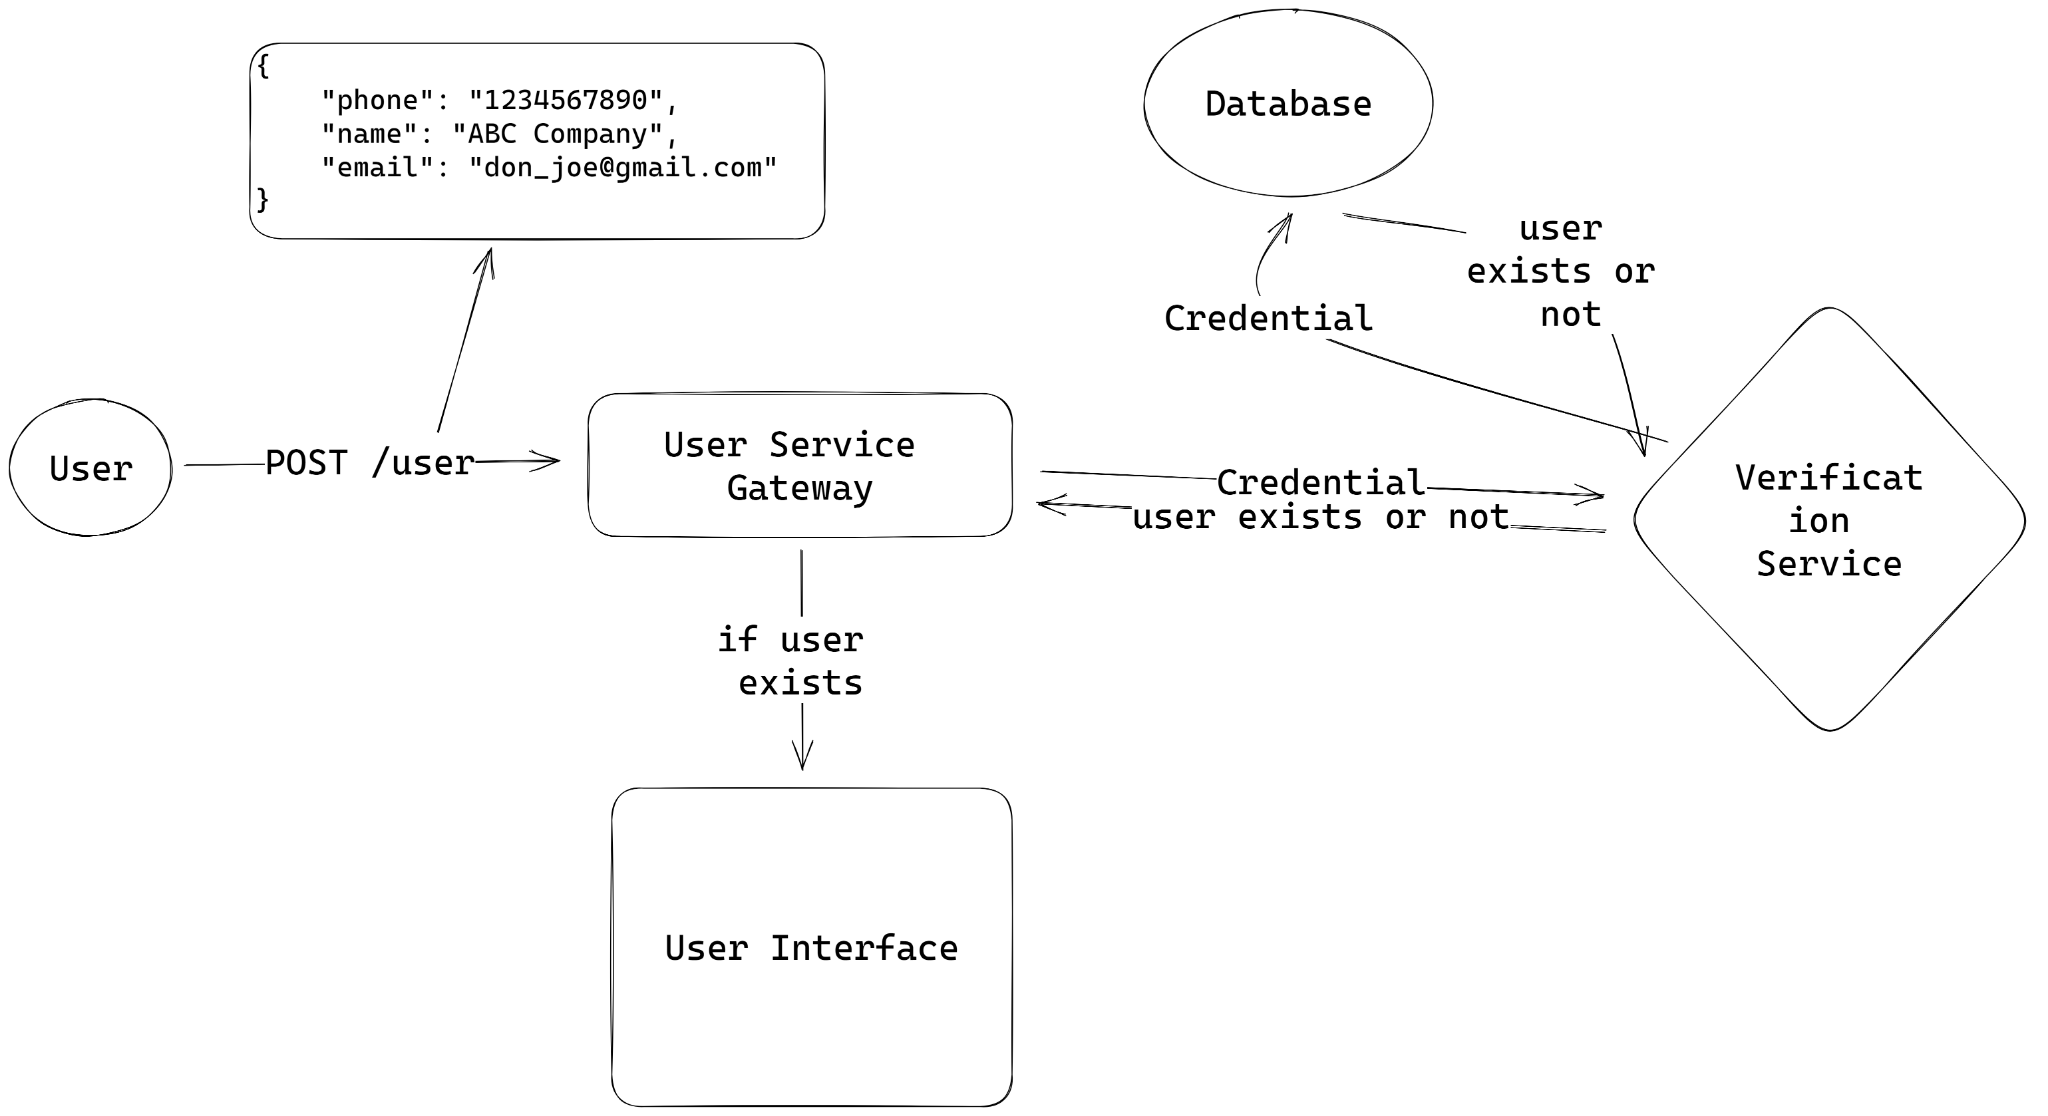 {
"phone": "1234567890",
"name": "ABC Company",
"email": "don_joe@gmail.com"
}
Database
user
exists or
not
Credential
User
POST /user
User Service
Gateway
Credential
user exists or not
Verificat
ion
Service
if user
exists
User Interface